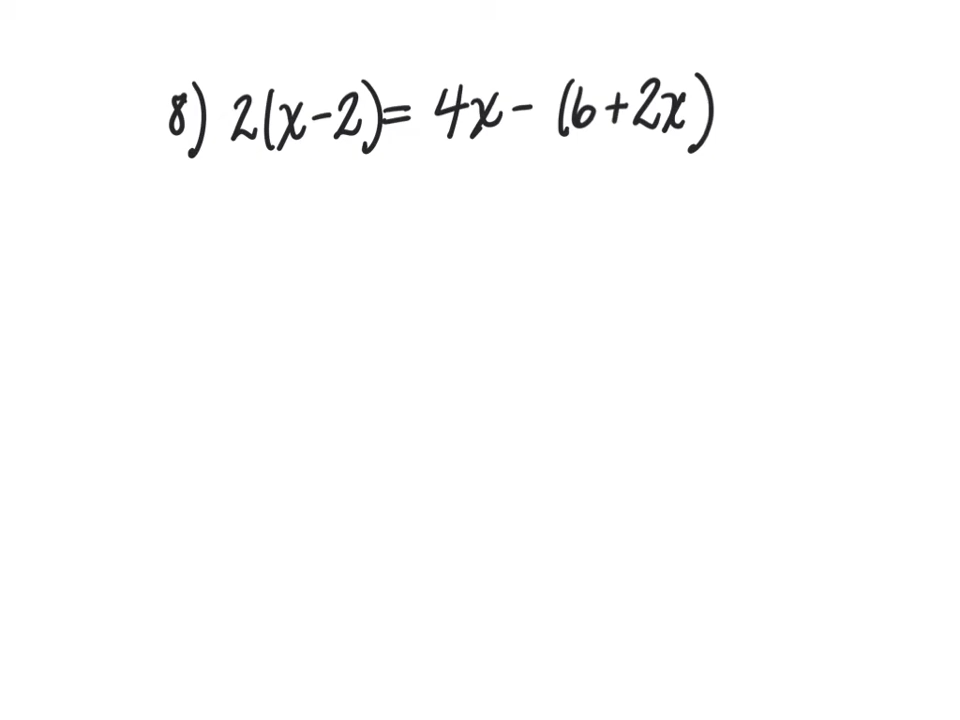 8) 2(x-2)= 4x - (6+2x)